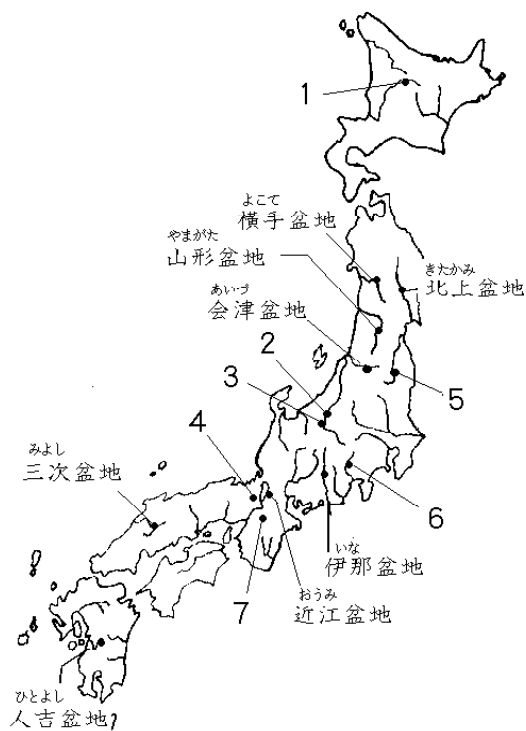 1
よこて
横手盆地
やまがた
山形盆地
きたかみ
北上盆地
あいづ
会津盆地
2
3
5
4
みよし
三次盆地
6
いな
伊那盆地
おうみ
近江盆地
7
ひとよし
人吉盆地